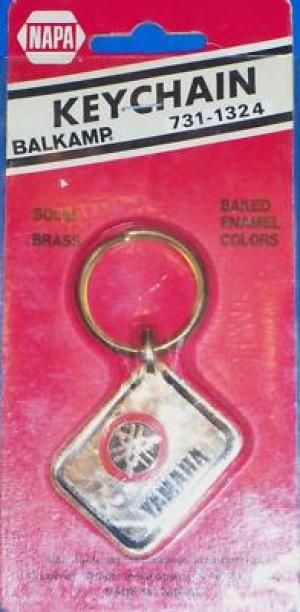 NAPA
KEYCHAIN
BALKAMP 731-1324
SOLID
BRASS
BAKED
ENAMEL
COLORS
YAMAHA